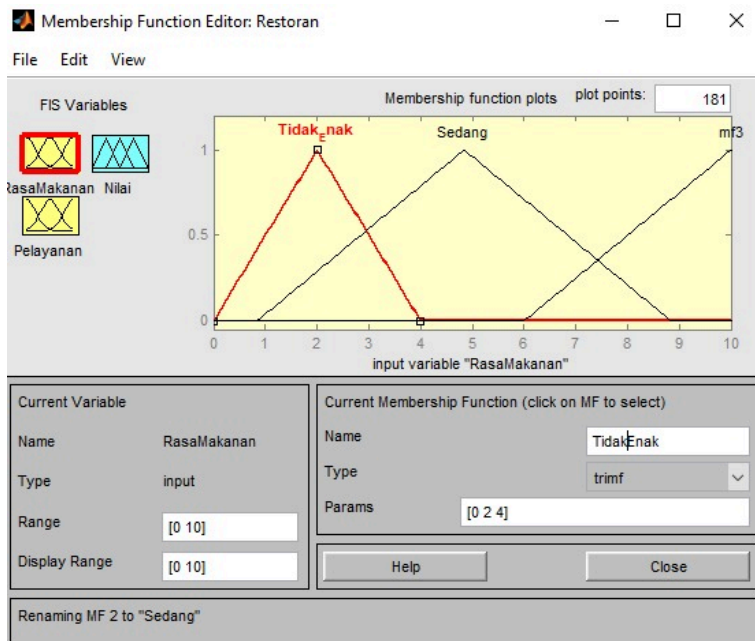 Membership Function Editor: Restoran
File Edit View
FIS Variables
Membership function plots plot points: 181
RasaMakanan Nilai
Pelayanan
Tidak_Enak Sedang mf3
1
0.5
0
0 1 2 3 4 5 6 7 8 9 10
input variable "RasaMakanan"
Current Variable
Name RasaMakanan
Type input
Range [0 10]
Display Range [0 10]
Current Membership Function (click on MF to select)
Name TidakEnak
Type trimf
Params [0 2 4]
Help Close
Renaming MF 2 to "Sedang"